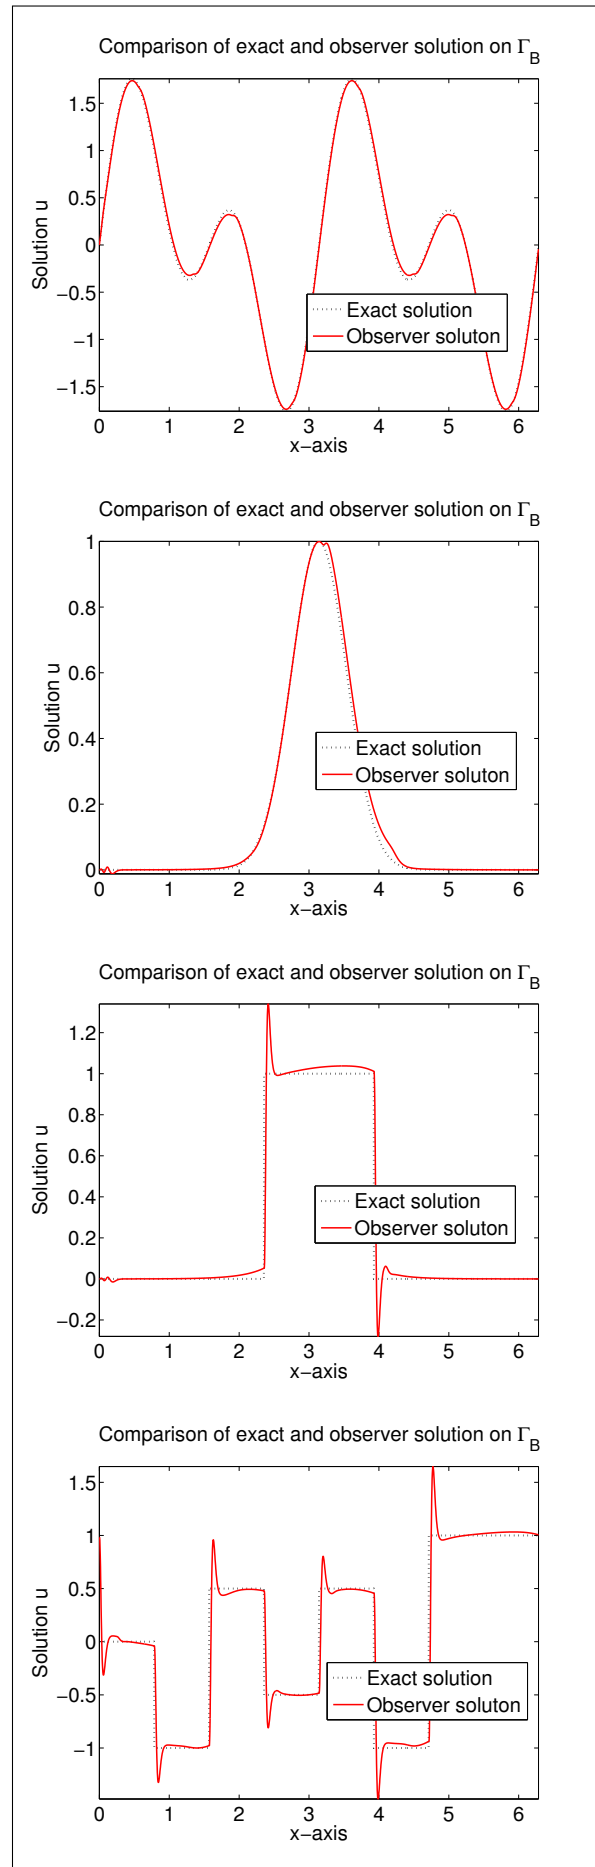 Comparison of exact and observer solution on Γ_B
1.5
1
0.5
0
−0.5
−1
−1.5
Solution u
Exact solution
Observer soluton
0 1 2 3 4 5 6
x−axis
Comparison of exact and observer solution on Γ_B
1
0.8
0.6
0.4
0.2
0
Solution u
Exact solution
Observer soluton
0 1 2 3 4 5 6
x−axis
Comparison of exact and observer solution on Γ_B
1.2
1
0.8
0.6
0.4
0.2
0
−0.2
Solution u
Exact solution
Observer soluton
0 1 2 3 4 5 6
x−axis
Comparison of exact and observer solution on Γ_B
1.5
1
0.5
0
−0.5
−1
Solution u
Exact solution
Observer soluton
0 1 2 3 4 5 6
x−axis